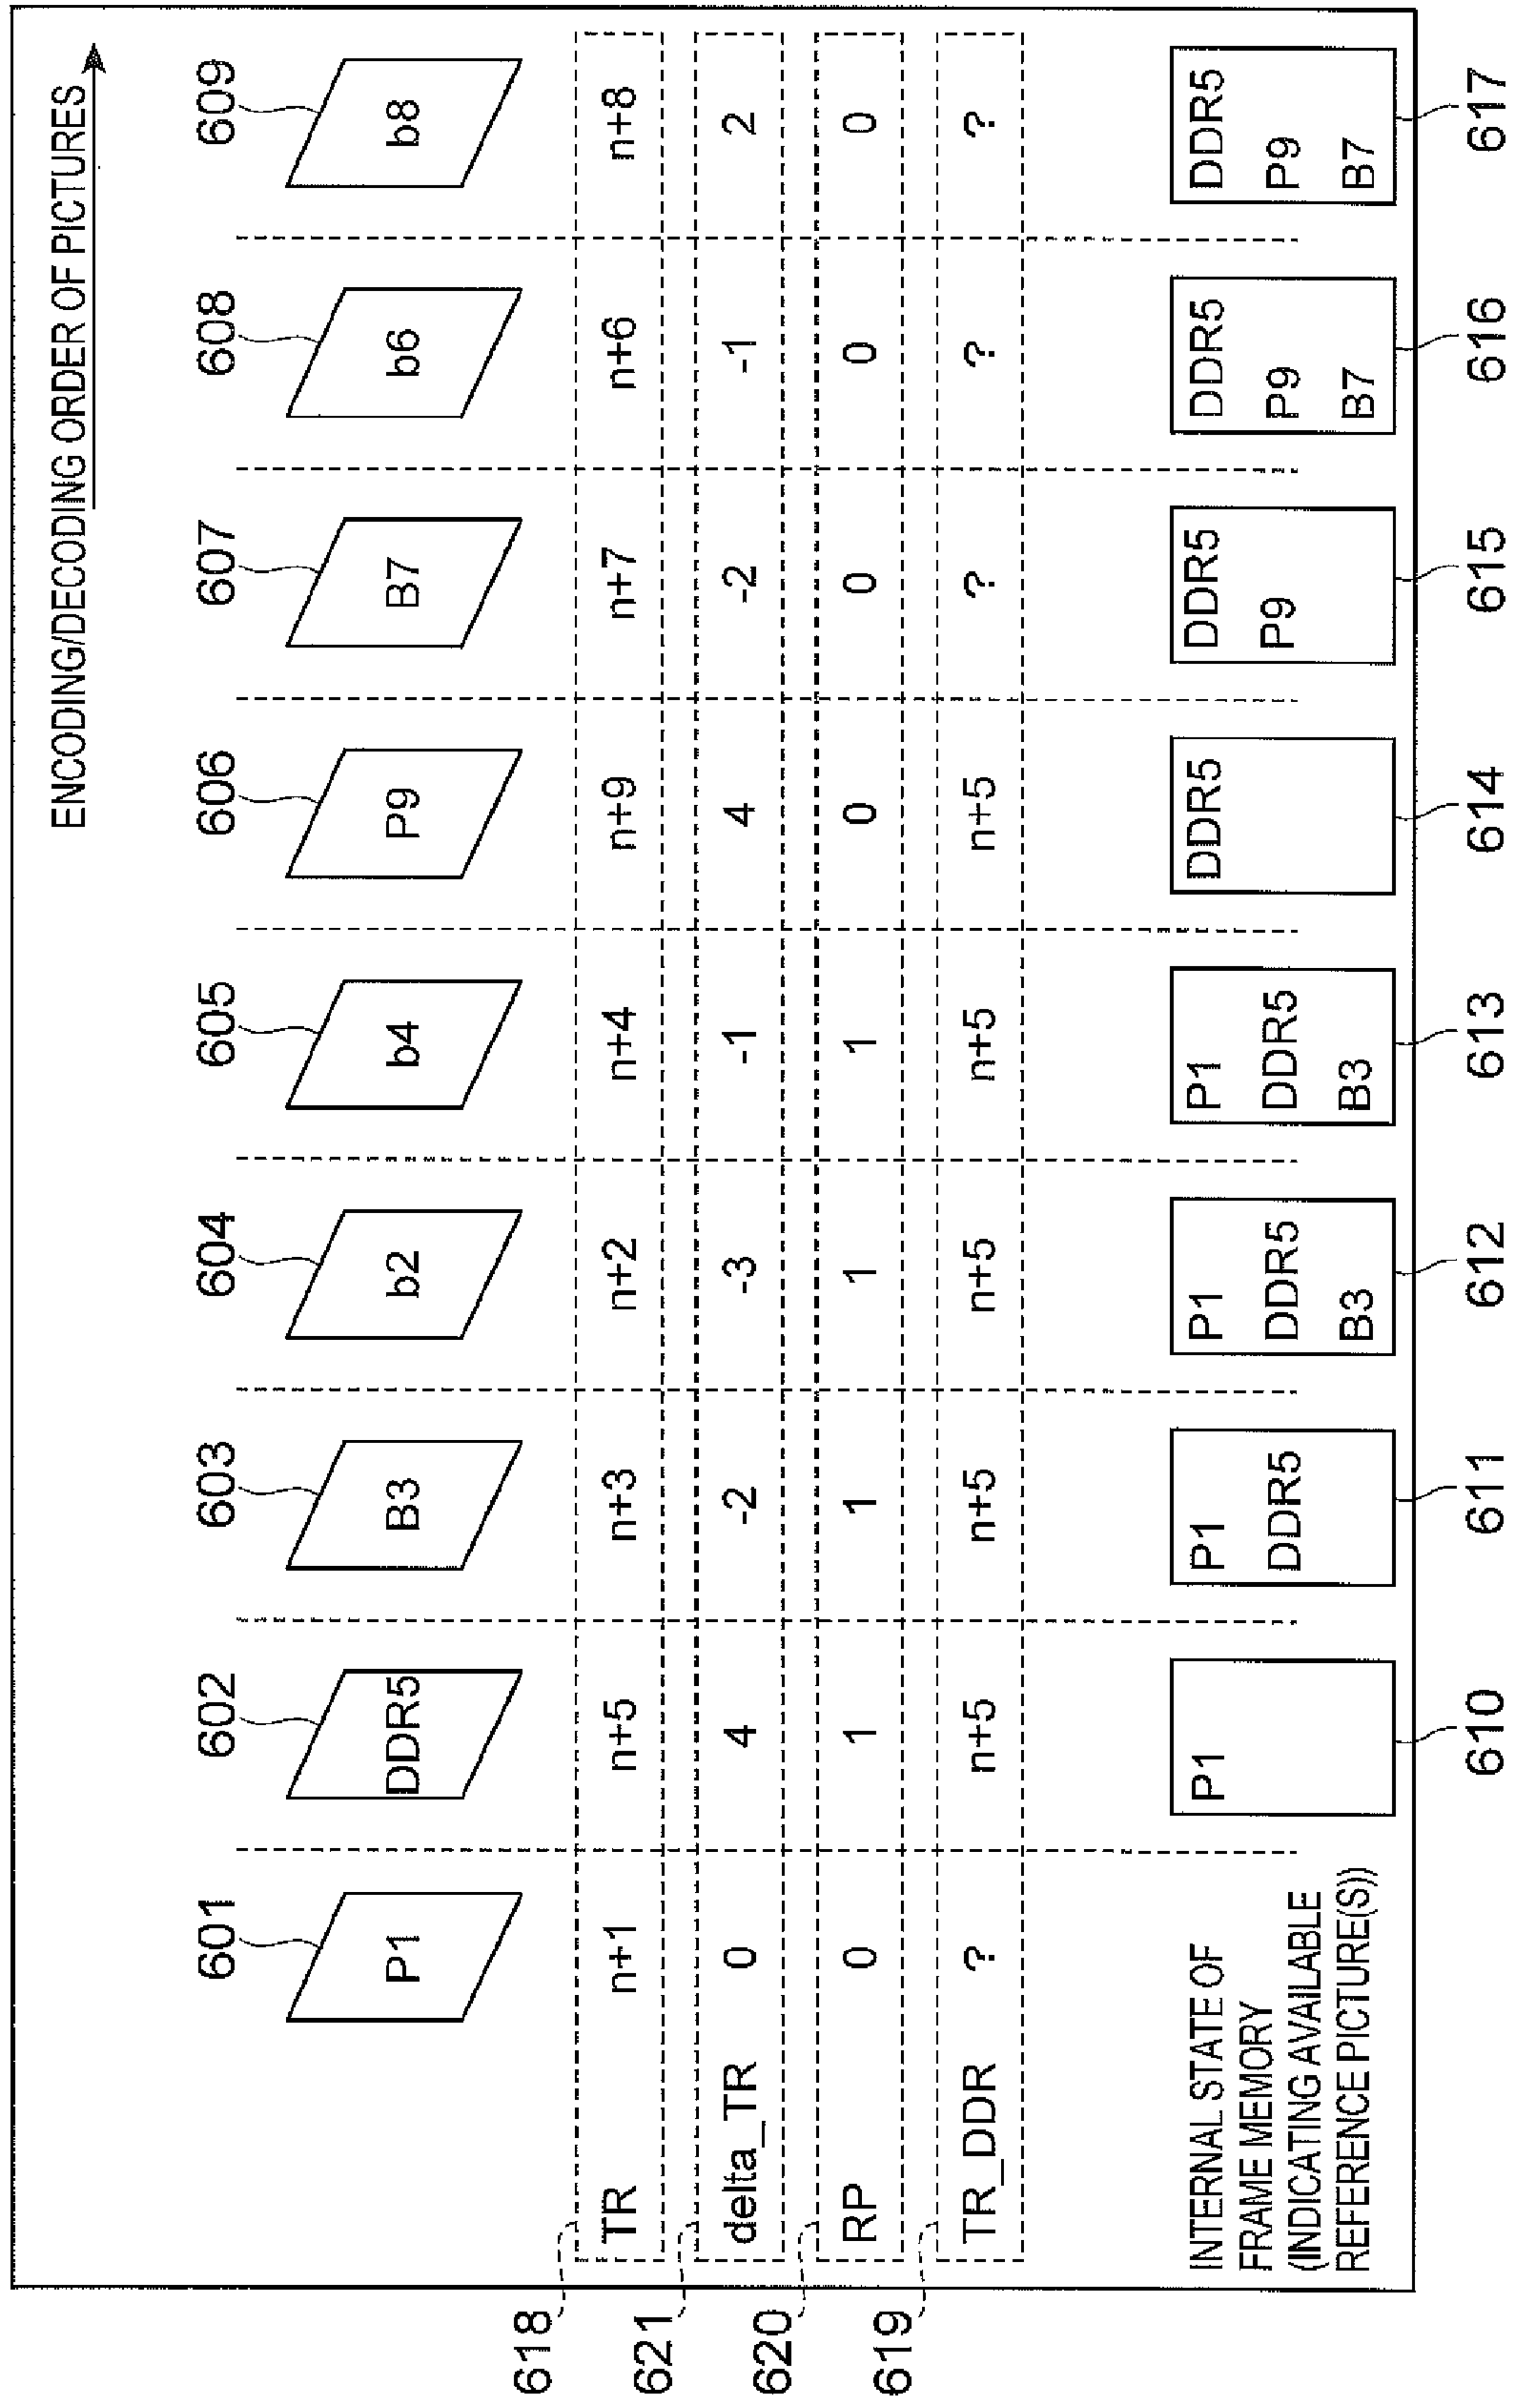 ENCODING/DECODING ORDER OF PICTURES
601 602 603 604 605 606 607 608 609
P1 DDR5 B3 b2 b4 P9 B7 b6 b8
618 TR n+1 n+5 n+3 n+2 n+4 n+9 n+7 n+6 n+8
621 delta_TR 0 4 -2 -3 -1 4 -2 -1 2
620 RP 0 1 1 1 1 0 0 0 0
619 TR_DDR ? n+5 n+5 n+5 n+5 n+5 ? ? ?
INTERNAL STATE OF
FRAME MEMORY
(INDICATING AVAILABLE
REFERENCE PICTURE(S))
P1
P1
DDR5
P1
DDR5
B3
P1
DDR5
B3
DDR5
DDR5
P9
DDR5
P9
B7
DDR5
P9
B7
610 611 612 613 614 615 616 617